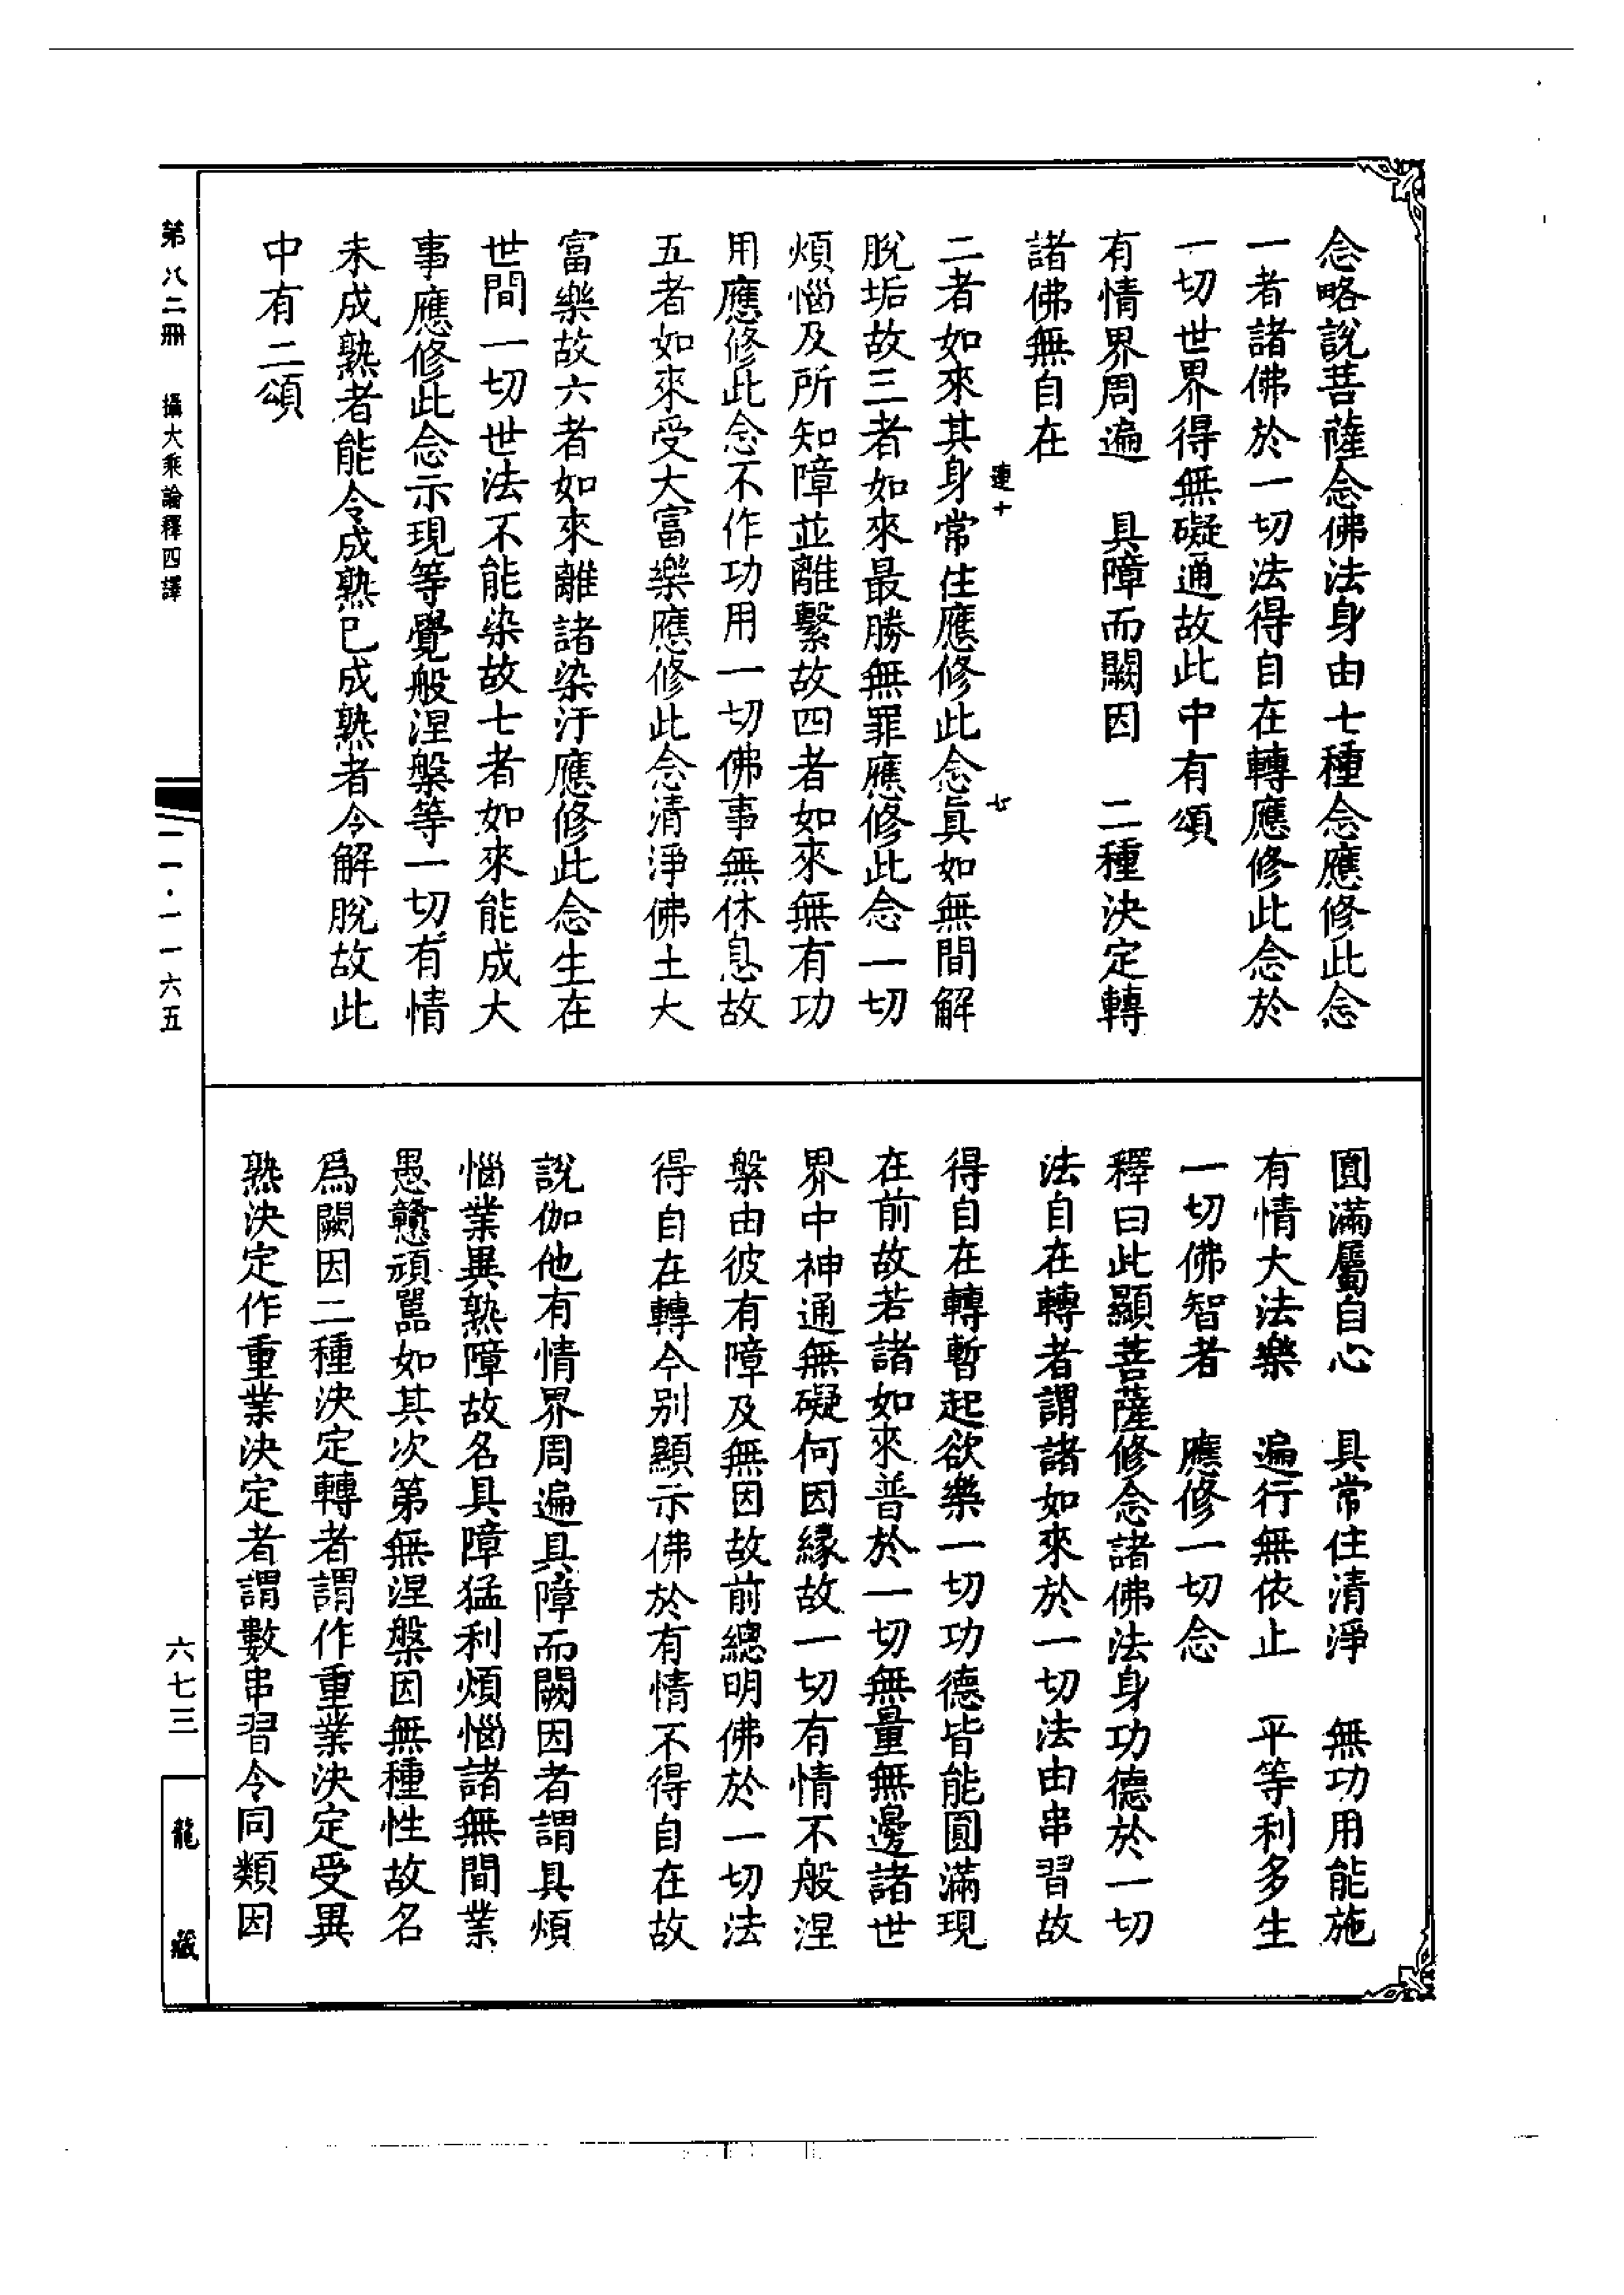 念略說菩薩念佛法身由七種念應修此念
一者諸佛於一切法得自在轉應修此念於
一切世界得無礙通故此中有頌
有情界周遍　具障而闕因　二種決定轉
諸佛無自在
二者如來其身常住應修此念眞如無間解
脫垢故三者如來最勝無罪應修此念一切
煩惱及所知障並離繫故四者如來無有功
用應修此念不作功用一切佛事無休息故
五者如來受大富樂應修此念清淨佛土大
富樂故六者如來離諸染汙應修此念生在
世間一切世法不能染故七者如來能成大
事應修此念示現等覺般涅槃等一切有情
未成熟者能令成熟已成熟者令解脫故此
中有二頌
連十
七
圓滿屬自心　具常住清淨　無功用能施
有情大法樂　遍行無依止　平等利多生
一切佛智者　應修一切念
釋曰此顯菩薩修念諸佛法身功德於一切
法自在轉者謂諸如來於一切法由串習故
得自在轉暫起欲樂一切功德皆能圓滿現
在前故若諸如來普於一切無量無邊諸世
界中神通無礙何因緣故一切有情不般涅
槃由彼有障及無因故前總明佛於一切法
得自在轉今別顯示佛於有情不得自在故
說伽他有情界周遍具障而闕因者謂具煩
惱業異熟障故名具障猛利煩惱諸無間業
愚戇頑嚚如其次第無涅槃因無種性故名
爲闕因二種決定轉者謂作重業決定受異
熟決定作重業決定者謂數串習令同類因
第八二冊　攝大乘論釋四譯
一一·一一六五
六七三
龍藏